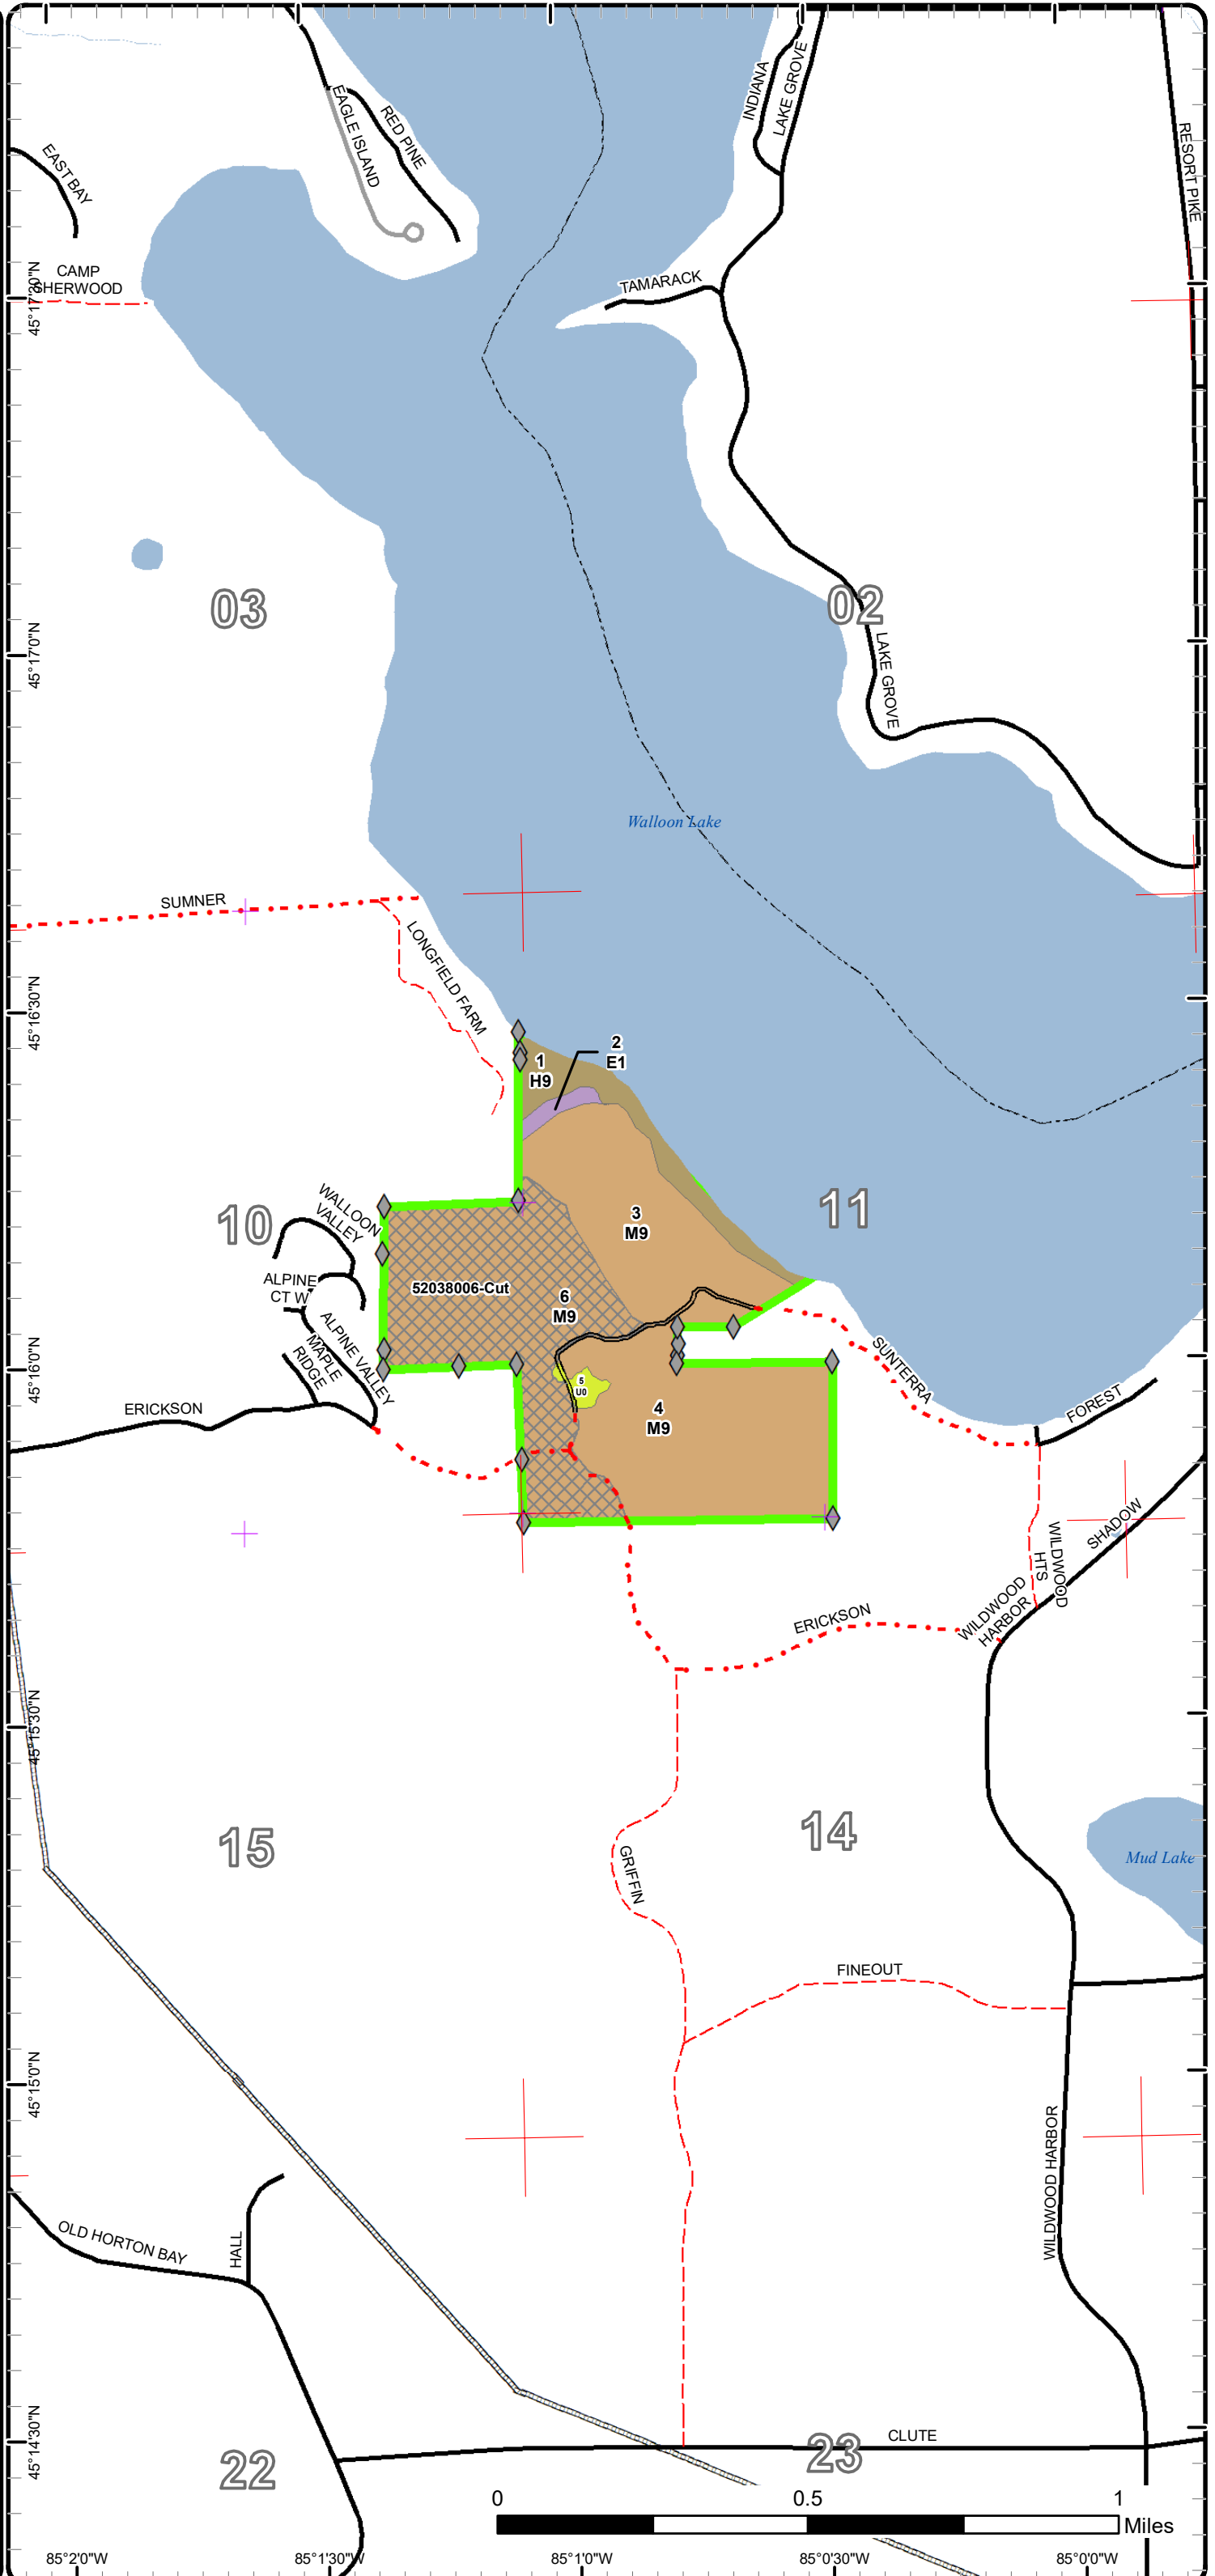 INDIANA
LAKE GROVE
RESORT PIKE
EAGLE ISLAND
RED PINE
EAST BAY
CAMP
SHERWOOD
TAMARACK
45°17'30"N
03
02
45°17'0"N
LAKE GROVE
Walloon Lake
SUMNER
LONGFIELD FARM
45°16'30"N
1
H9
2
E1
WALLOON
VALLEY
10
3
M9
11
ALPINE
CT W
52038006-Cut
6
M9
ALPINE VALLEY
MAPLE
RIDGE
45°16'0"N
SUNTERRA
5
U0
4
M9
ERICKSON
FOREST
SHADOW
WILDWOOD
HTS
WILDWOOD
HARBOR
ERICKSON
45°15'30"N
15
14
GRIFFIN
Mud Lake
FINEOUT
45°15'0"N
WILDWOOD HARBOR
OLD HORTON BAY
HALL
45°14'30"N
CLUTE
22
23
0 0.5 1
Miles
85°2'0"W 85°1'30"W 85°1'0"W 85°0'30"W 85°0'0"W